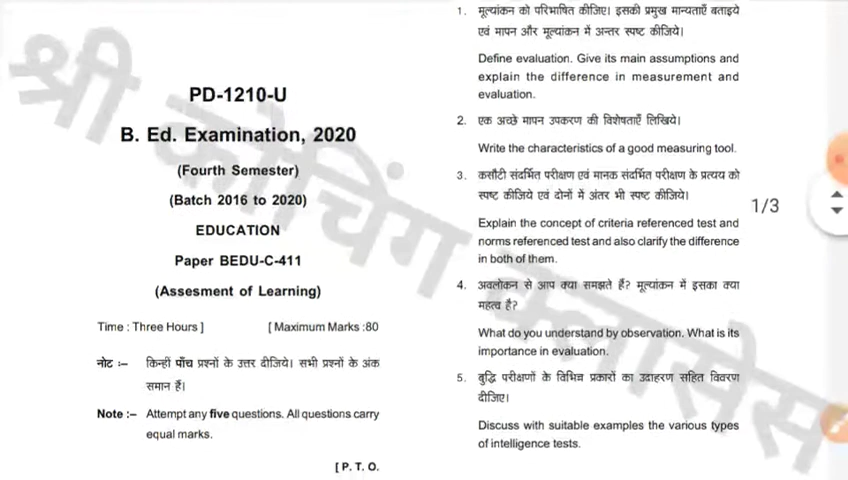 PD-1210-U
B. Ed. Examination, 2020
(Fourth Semester)
(Batch 2016 to 2020)
EDUCATION
Paper BEDU-C-411
(Assesment of Learning)
Time : Three Hours ]
[ Maximum Marks :80
नोट :– किन्हीं पाँच प्रश्नों के उत्तर दीजिये। सभी प्रश्नों के अंक
समान हैं।
Note :– Attempt any five questions. All questions carry
equal marks.
[ P. T. O.
1. मूल्यांकन को परिभाषित कीजिए। इसकी प्रमुख मान्यताएँ बताइये
एवं मापन और मूल्यांकन में अन्तर स्पष्ट कीजिये।
Define evaluation. Give its main assumptions and
explain the difference in measurement and
evaluation.
2. एक अच्छे मापन उपकरण की विशेषताएँ लिखिये।
Write the characteristics of a good measuring tool.
3. कसौटी संदर्भित परीक्षण एवं मानक संदर्भित परीक्षण के प्रत्यय को
स्पष्ट कीजिये एवं दोनों में अंतर भी स्पष्ट कीजिये।
Explain the concept of criteria referenced test and
norms referenced test and also clarify the difference
in both of them.
4. अवलोकन से आप क्या समझते हैं? मूल्यांकन में इसका क्या
महत्व है?
What do you understand by observation. What is its
importance in evaluation.
5. बुद्धि परीक्षणों के विभिन्न प्रकारों का उदाहरण सहित विवरण
दीजिए।
Discuss with suitable examples the various types
of intelligence tests.
1/3
श्री कोचिंग क्लासेस